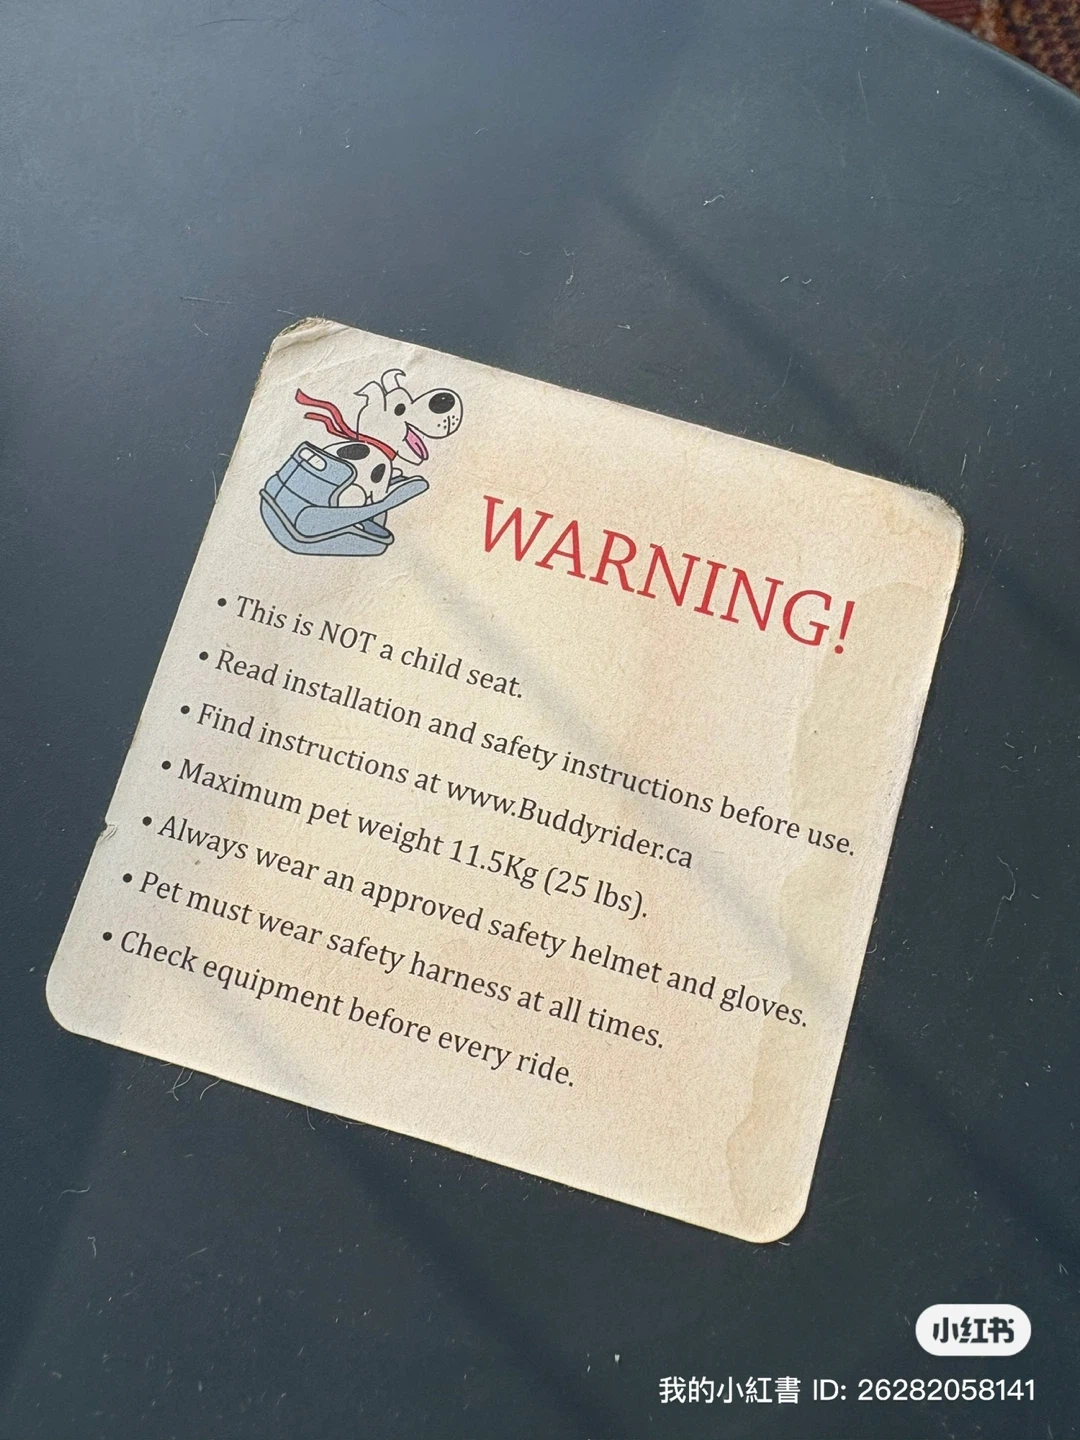 WARNING!
• This is NOT a child seat.
• Read installation and safety instructions before use.
• Find instructions at www.Buddyrider.ca
• Maximum pet weight 11.5Kg (25 lbs).
• Always wear an approved safety helmet and gloves.
• Pet must wear safety harness at all times.
• Check equipment before every ride.
小红书
我的小紅書 ID: 26282058141